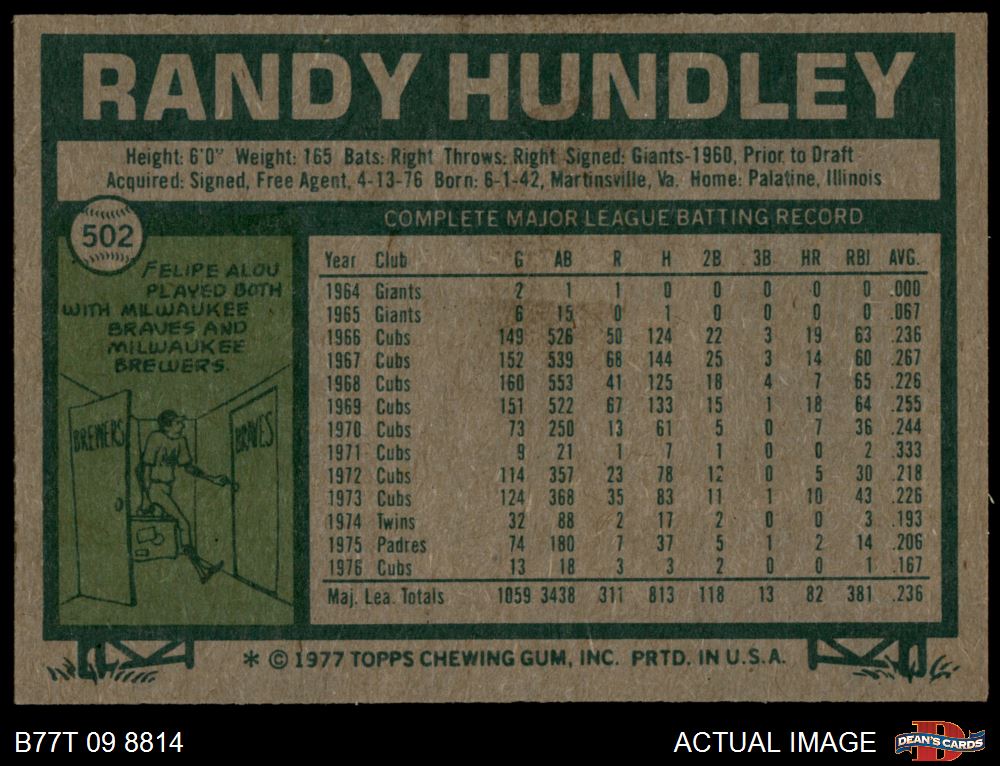 RANDY HUNDLEY
Height: 6'0" Weight: 165 Bats: Right Throws: Right Signed: Giants-1960, Prior to Draft
Acquired: Signed, Free Agent, 4-13-76 Born: 6-1-42, Martinsville, Va. Home: Palatine, Illinois
502
FELIPE ALOU
PLAYED BOTH
WITH MILWAUKEE
BRAVES AND
MILWAUKEE
BREWERS.
BREWERS
BRAVES
COMPLETE MAJOR LEAGUE BATTING RECORD
Year Club G AB R H 2B 3B HR RBI AVG.
1964 Giants 2 1 1 0 0 0 0 0 .000
1965 Giants 6 15 0 1 0 0 0 0 .067
1966 Cubs 149 526 50 124 22 3 19 63 .236
1967 Cubs 152 539 68 144 25 3 14 60 .267
1968 Cubs 160 553 41 125 18 4 7 65 .226
1969 Cubs 151 522 67 133 15 1 18 64 .255
1970 Cubs 73 250 13 61 5 0 7 36 .244
1971 Cubs 9 21 1 7 1 0 0 2 .333
1972 Cubs 114 357 23 78 12 0 5 30 .218
1973 Cubs 124 368 35 83 11 1 10 43 .226
1974 Twins 32 88 2 17 2 0 0 3 .193
1975 Padres 74 180 7 37 5 1 2 14 .206
1976 Cubs 13 18 3 3 2 0 0 1 .167
Maj. Lea. Totals 1059 3438 311 813 118 13 82 381 .236
* © 1977 TOPPS CHEWING GUM, INC. PRTD. IN U.S.A.
B77T 09 8814
ACTUAL IMAGE
DEAN'S CARDS